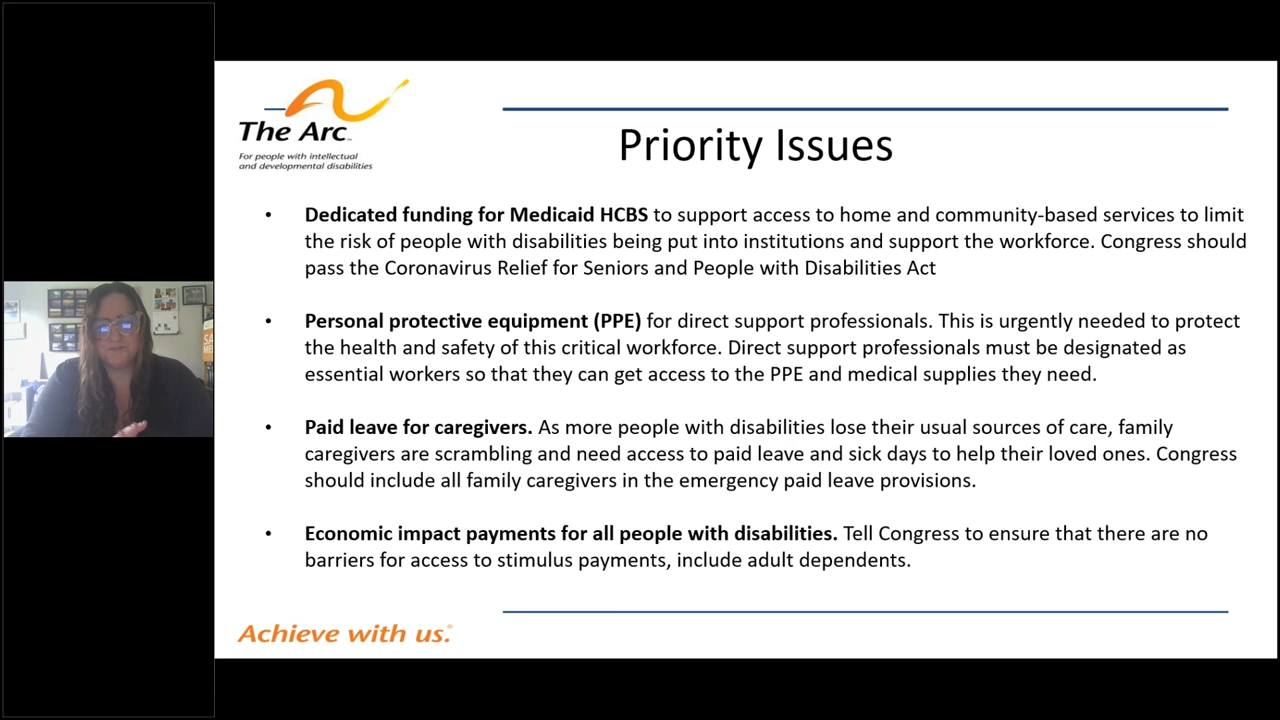 The Arc™
For people with intellectual
and developmental disabilities
Priority Issues
• Dedicated funding for Medicaid HCBS to support access to home and community-based services to limit
the risk of people with disabilities being put into institutions and support the workforce. Congress should
pass the Coronavirus Relief for Seniors and People with Disabilities Act
• Personal protective equipment (PPE) for direct support professionals. This is urgently needed to protect
the health and safety of this critical workforce. Direct support professionals must be designated as
essential workers so that they can get access to the PPE and medical supplies they need.
• Paid leave for caregivers. As more people with disabilities lose their usual sources of care, family
caregivers are scrambling and need access to paid leave and sick days to help their loved ones. Congress
should include all family caregivers in the emergency paid leave provisions.
• Economic impact payments for all people with disabilities. Tell Congress to ensure that there are no
barriers for access to stimulus payments, include adult dependents.
Achieve with us.®